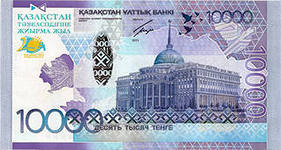 ҚАЗАҚСТАН
ТӘУЕЛСІЗДІГІНЕ
ЖИЫРМА ЖЫЛ
ҚАЗАҚСТАН ҰЛТТЫҚ БАНКІ
10000
10000
10000
ДЕСЯТЬ ТЫСЯЧ ТЕНГЕ